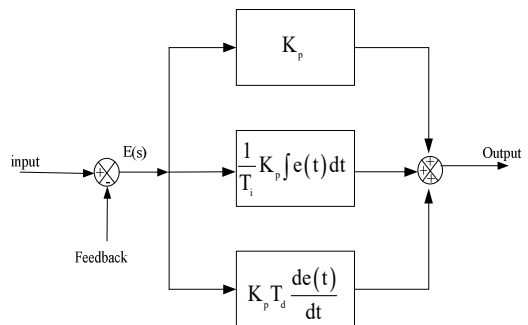 K_p
E(s)
input
+
-
1/T_i K_p ∫ e(t) dt
+
+
+
Output
Feedback
K_p T_d de(t)/dt